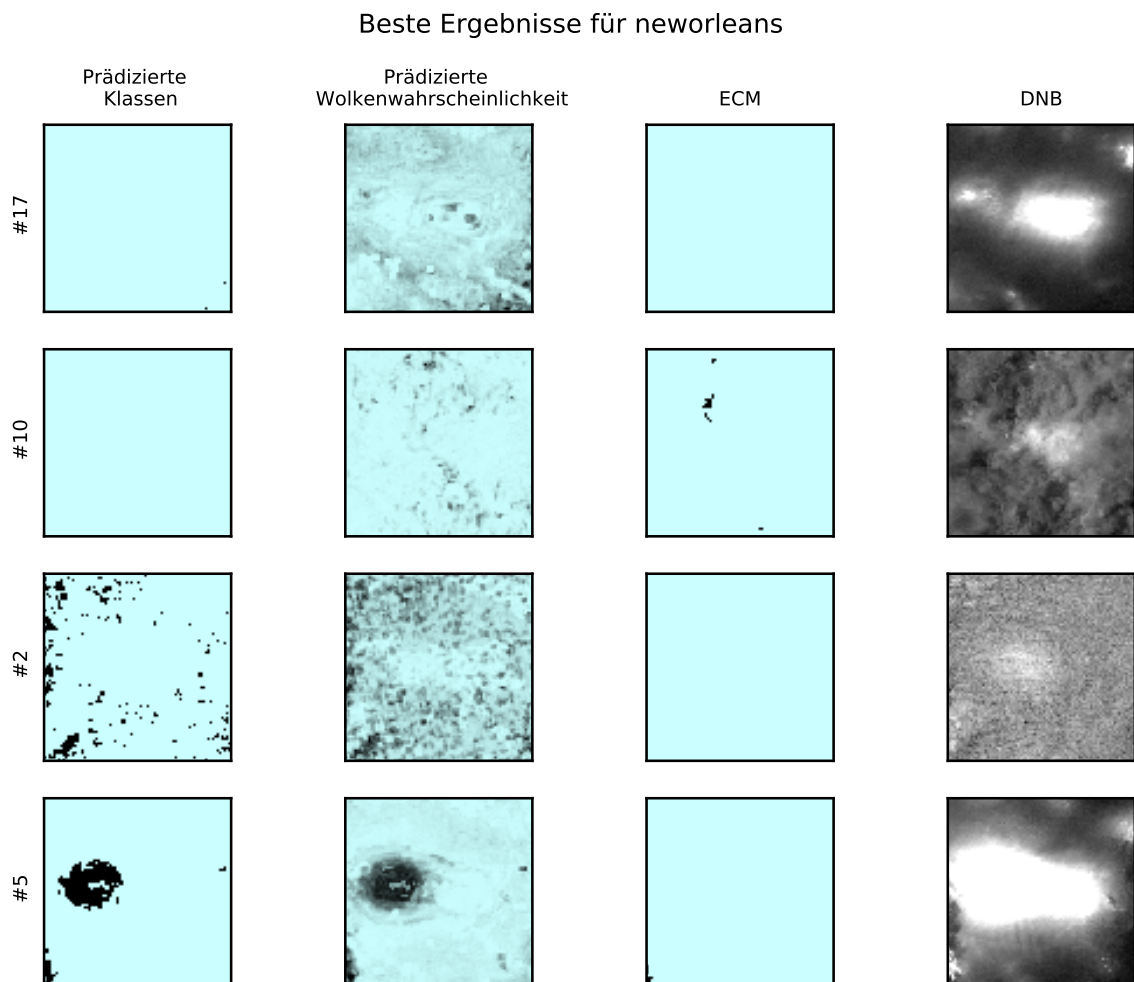 Beste Ergebnisse für neworleans
Prädizierte
Klassen
Prädizierte
Wolkenwahrscheinlichkeit
ECM
DNB
#17
#10
#2
#5